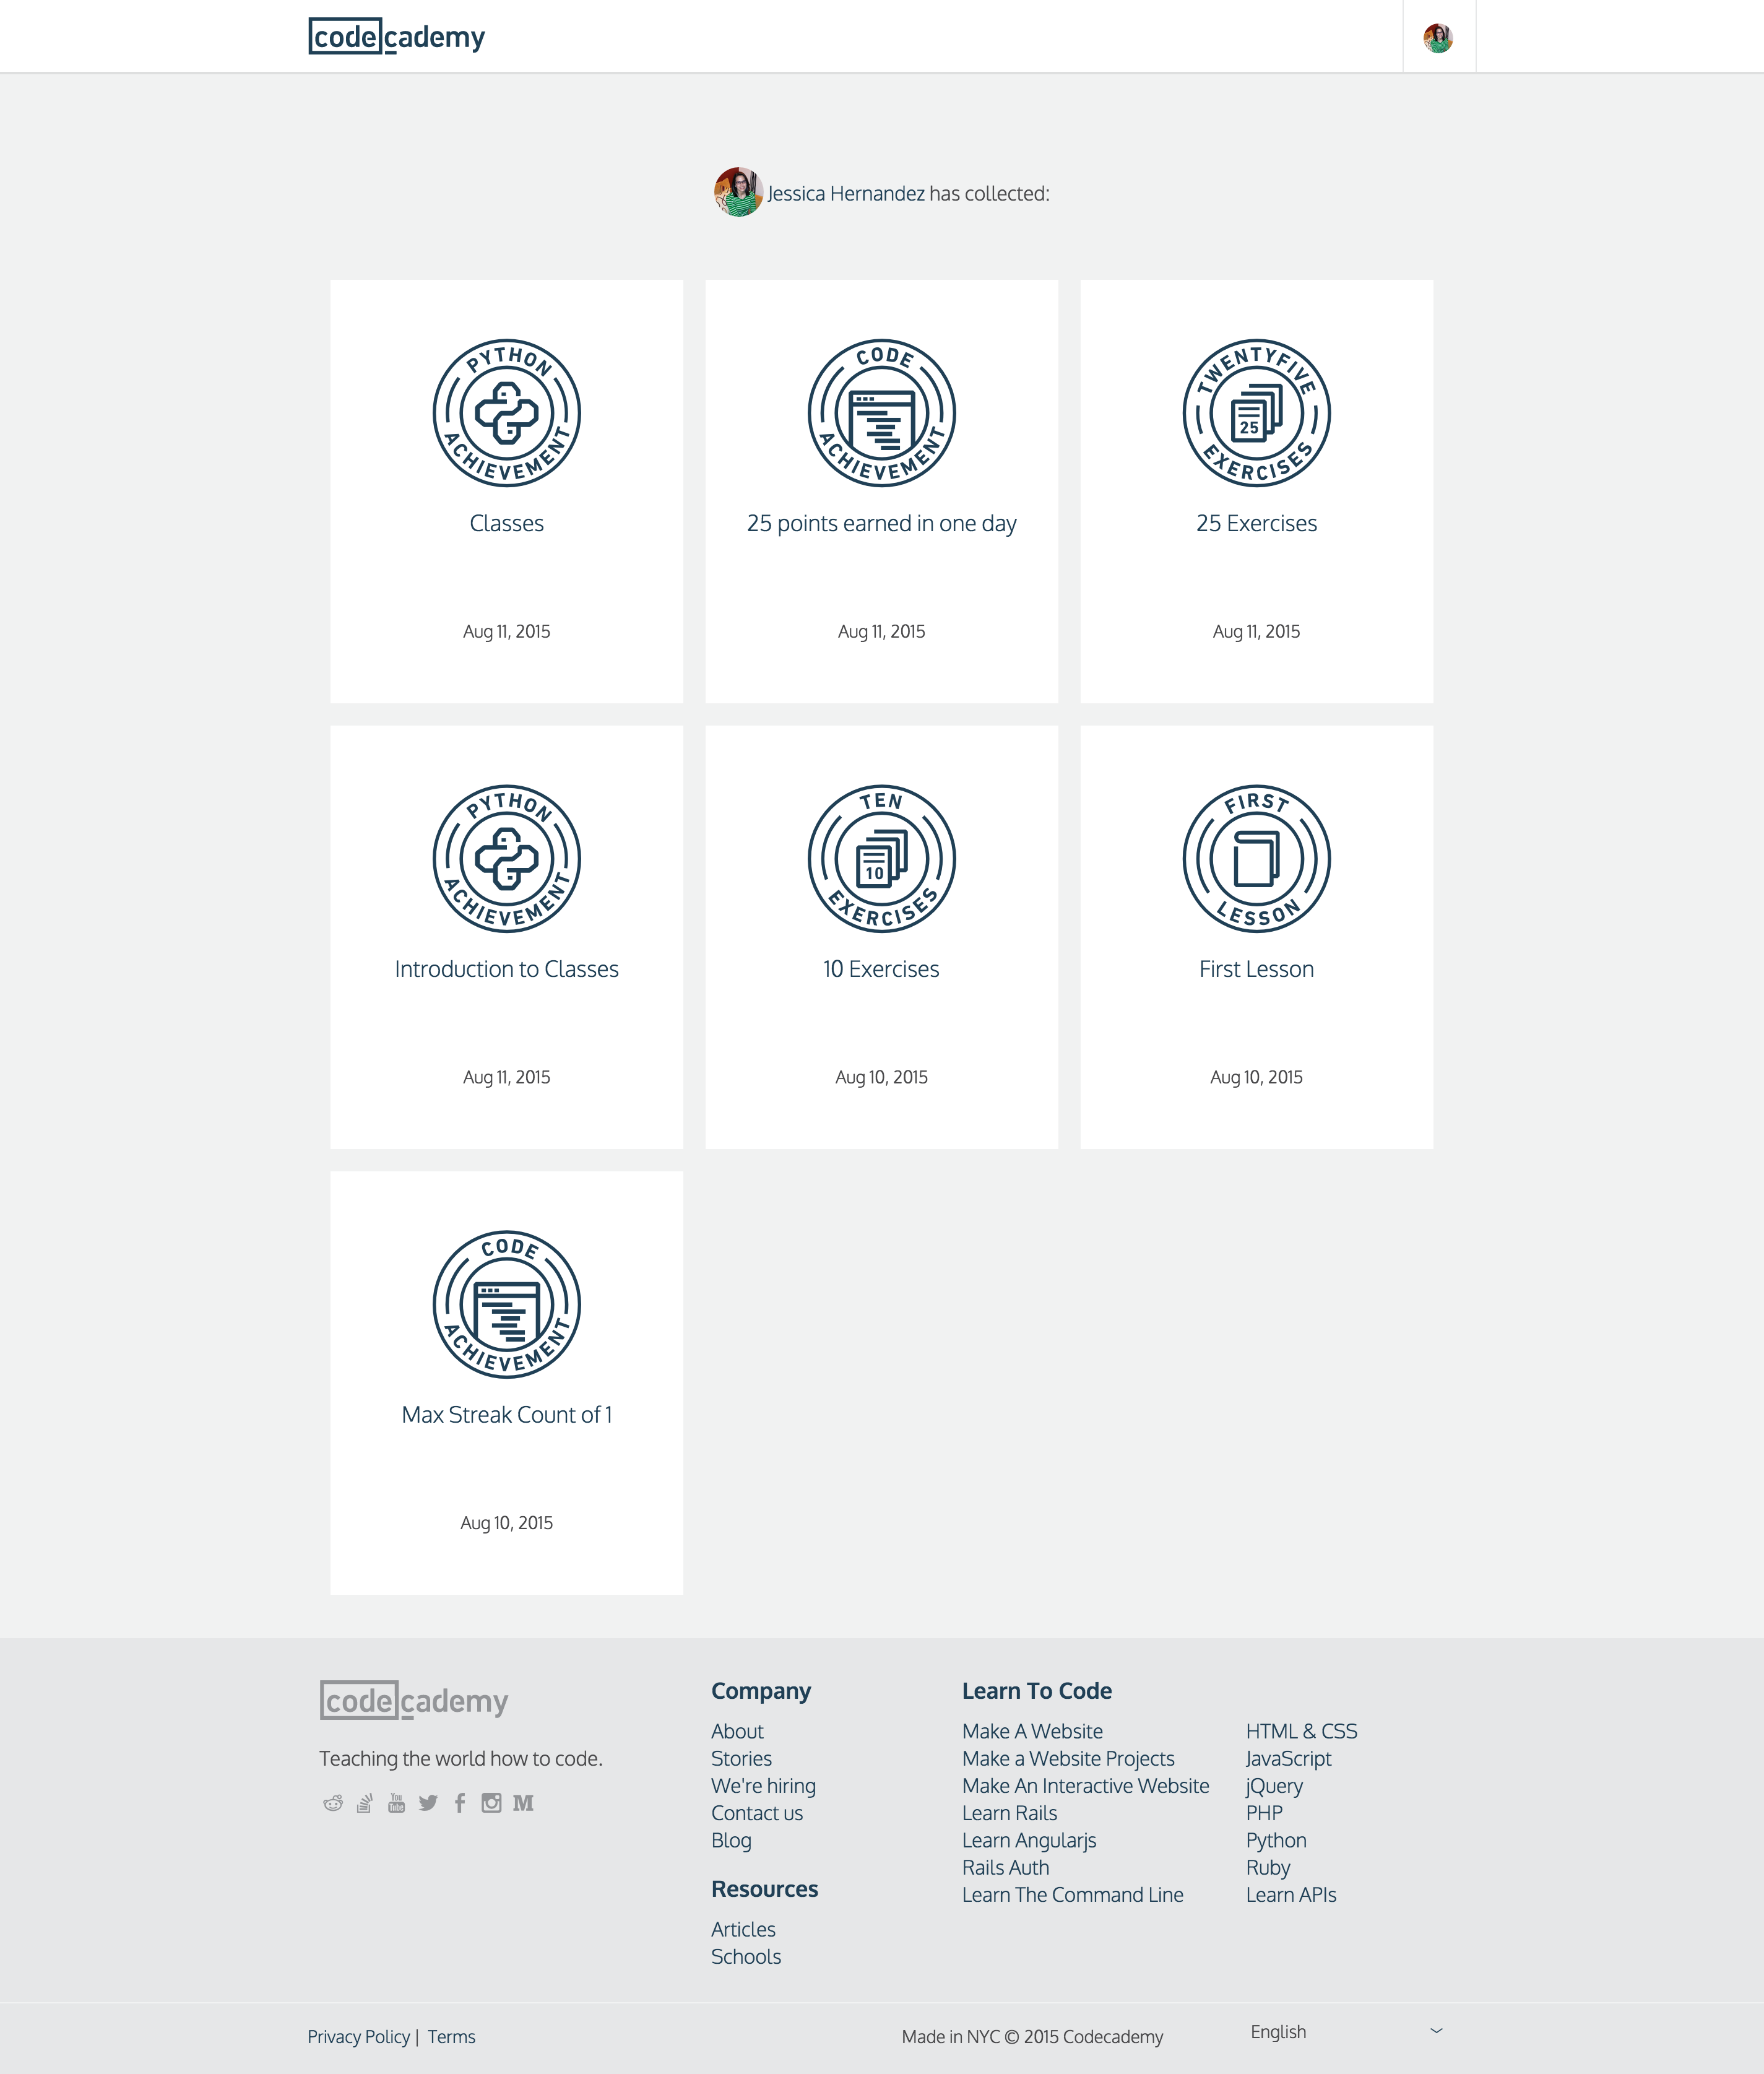 codecademy
Jessica Hernandez has collected:
PYTHON
ACHIEVEMENT
Classes
Aug 11, 2015
CODE
ACHIEVEMENT
25 points earned in one day
Aug 11, 2015
TWENTYFIVE
25
EXERCISES
25 Exercises
Aug 11, 2015
PYTHON
ACHIEVEMENT
Introduction to Classes
Aug 11, 2015
TEN
10
EXERCISES
10 Exercises
Aug 10, 2015
FIRST
LESSON
First Lesson
Aug 10, 2015
CODE
ACHIEVEMENT
Max Streak Count of 1
Aug 10, 2015
codecademy
Teaching the world how to code.
You
Tube
M
Company
About
Stories
We're hiring
Contact us
Blog
Resources
Articles
Schools
Learn To Code
Make A Website
Make a Website Projects
Make An Interactive Website
Learn Rails
Learn Angularjs
Rails Auth
Learn The Command Line
HTML & CSS
JavaScript
jQuery
PHP
Python
Ruby
Learn APIs
Privacy Policy | Terms
Made in NYC © 2015 Codecademy
English